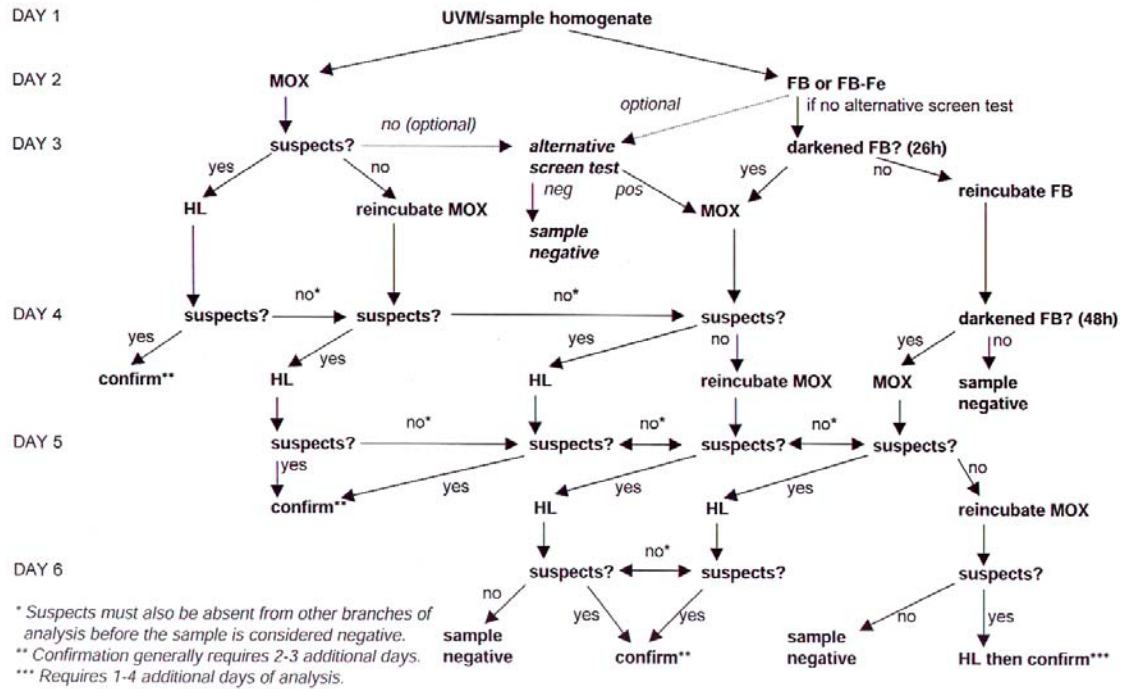 DAY 1
UVM/sample homogenate
DAY 2
MOX
FB or FB-Fe
optional
if no alternative screen test
no (optional)
DAY 3
suspects?
alternative
screen test
darkened FB? (26h)
yes
no
neg
pos
yes
no
HL
reincubate MOX
MOX
reincubate FB
sample
negative
DAY 4
suspects?
no*
suspects?
no*
suspects?
darkened FB? (48h)
yes
yes
yes
no
yes
no
confirm**
HL
HL
reincubate MOX
MOX
sample
negative
DAY 5
suspects?
no*
suspects?
no*
suspects?
no*
suspects?
yes
yes
yes
yes
no
confirm**
HL
HL
reincubate MOX
DAY 6
suspects?
no*
suspects?
suspects?
no
yes
yes
no
yes
sample
negative
confirm**
sample
negative
HL then confirm***
* Suspects must also be absent from other branches of
analysis before the sample is considered negative.
** Confirmation generally requires 2-3 additional days.
*** Requires 1-4 additional days of analysis.